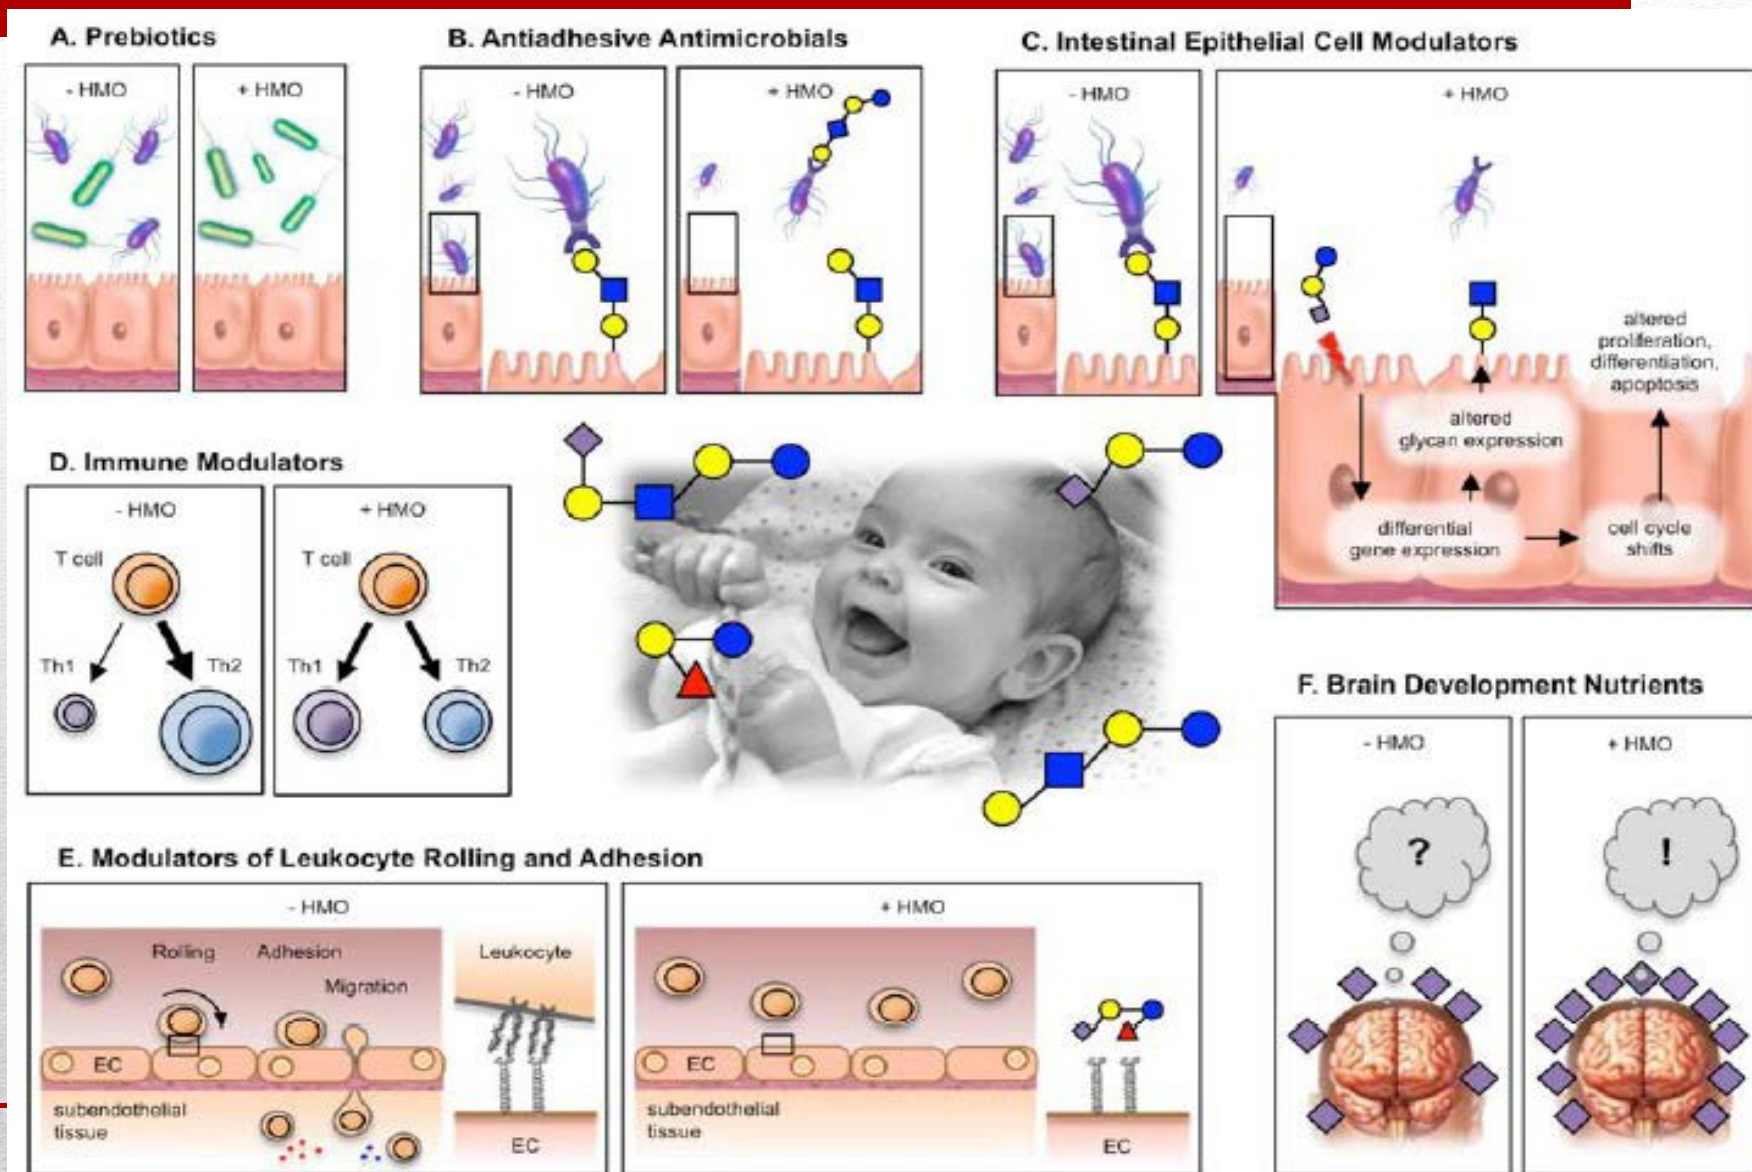 A. Prebiotics
- HMO
+ HMO
B. Antiadhesive Antimicrobials
- HMO
+ HMO
C. Intestinal Epithelial Cell Modulators
- HMO
+ HMO
altered
proliferation,
differentiation,
apoptosis
altered
glycan expression
differential
gene expression
cell cycle
shifts
D. Immune Modulators
- HMO
T cell
Th1
Th2
+ HMO
T cell
Th1
Th2
E. Modulators of Leukocyte Rolling and Adhesion
- HMO
Rolling
Adhesion
Migration
EC
subendothelial
tissue
Leukocyte
EC
+ HMO
EC
subendothelial
tissue
EC
F. Brain Development Nutrients
- HMO
?
+ HMO
!